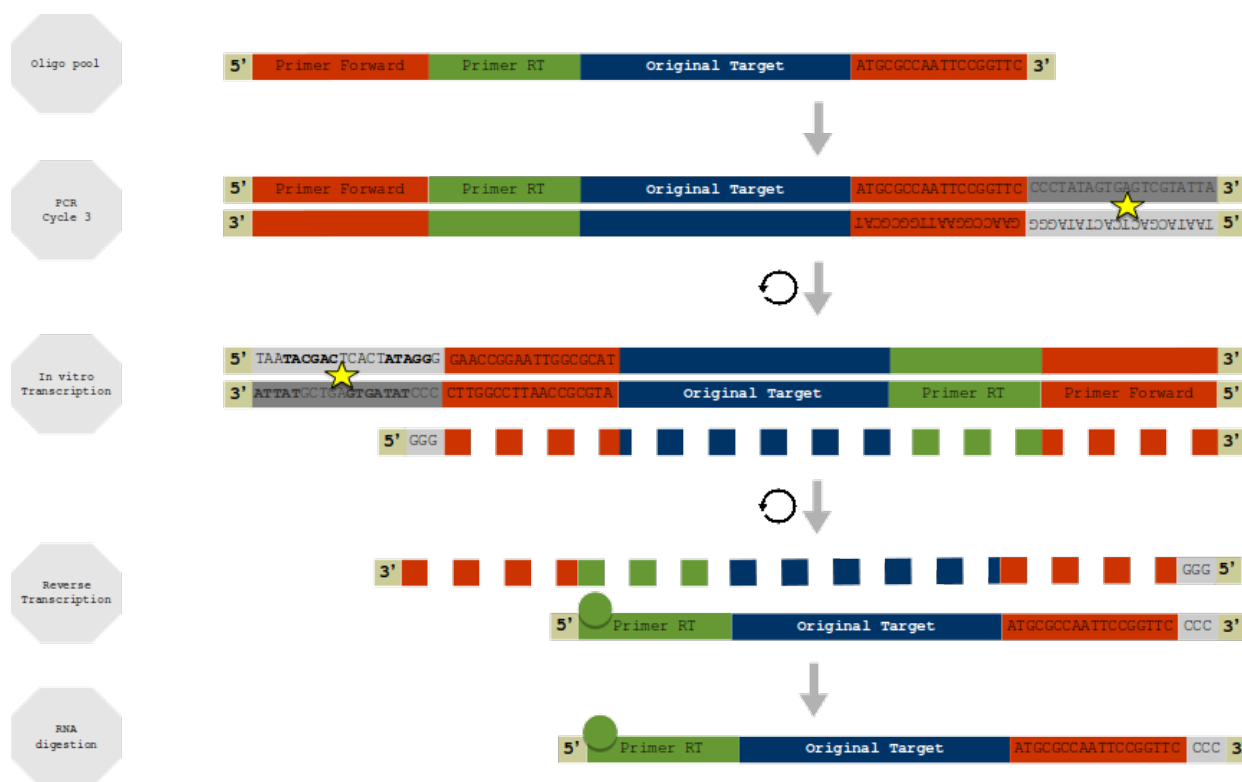 Oligo pool
5' Primer Forward Primer RT Original Target ATGCGCCAATTCCGGTTC 3'
PCR
Cycle 3
5' Primer Forward Primer RT Original Target ATGCGCCAATTCCGGTTC CCCTATAGTGAGTCGTATTA 3'
3' GAACCGGAATTGGCGCAT TAATACGACTCACTATAGGG 5'
In vitro
Transcription
5' TAATACGACTCACTATAGGG GAACCGGAATTGGCGCAT 3'
3' ATTATGCTGAGTGATATCCC CTTGGCCTTAACCGCGTA Original Target Primer RT Primer Forward 5'
5' GGG 3'
Reverse
Transcription
3' GGG 5'
5' Primer RT Original Target ATGCGCCAATTCCGGTTC CCC 3'
RNA
digestion
5' Primer RT Original Target ATGCGCCAATTCCGGTTC CCC 3